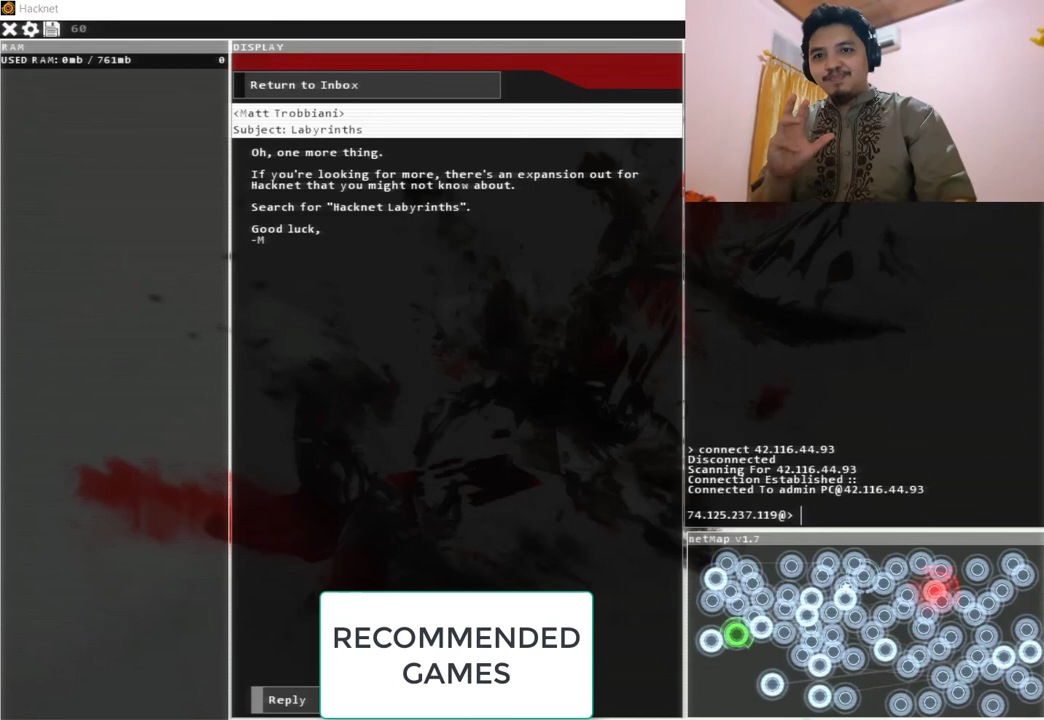 Hacknet
60
RAM
USED RAM: 0mb / 761mb 0
DISPLAY
Return to Inbox
<Matt Trobbiani>
Subject: Labyrinths
Oh, one more thing.
If you're looking for more, there's an expansion out for
Hacknet that you might not know about.
Search for "Hacknet Labyrinths".
Good luck,
-M
Reply
RECOMMENDED
GAMES
> connect 42.116.44.93
Disconnected
Scanning For 42.116.44.93
Connection Established ::
Connected To admin PC@42.116.44.93
74.125.237.119@>
netMap v1.7